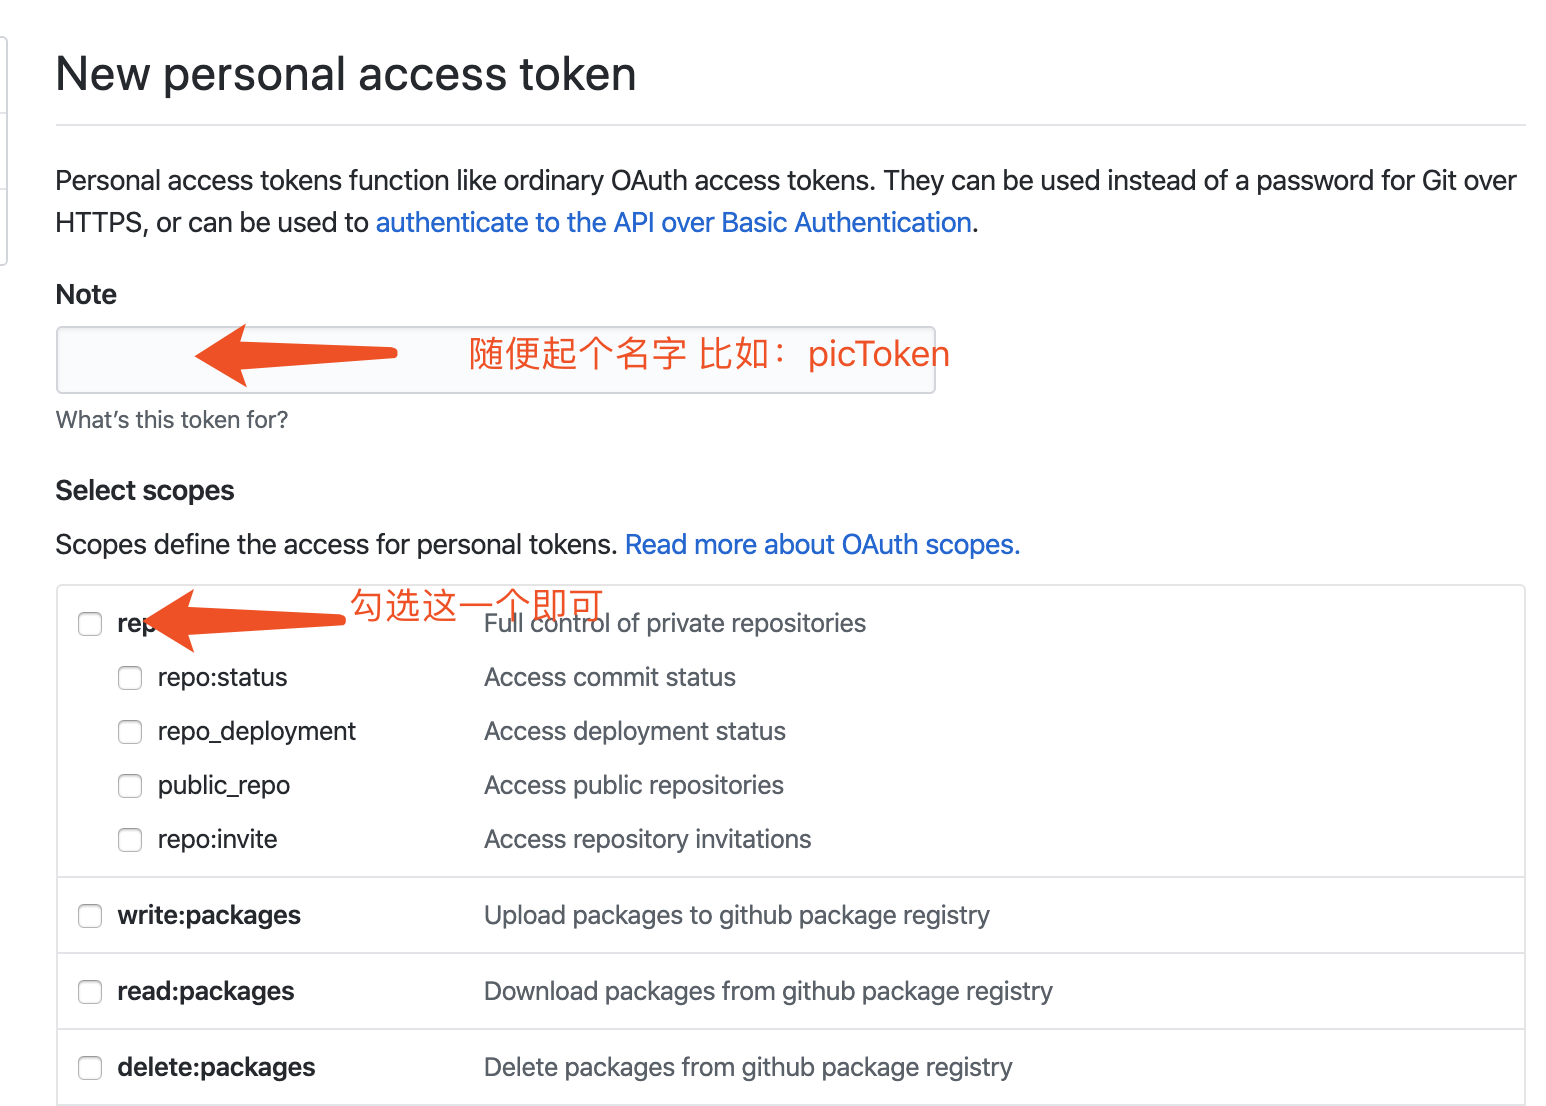 New personal access token
Personal access tokens function like ordinary OAuth access tokens. They can be used instead of a password for Git over
HTTPS, or can be used to authenticate to the API over Basic Authentication.
Note
随便起个名字 比如：picToken
What's this token for?
Select scopes
Scopes define the access for personal tokens. Read more about OAuth scopes.
勾选这一个即可
Full control of private repositories
repo:status Access commit status
repo_deployment Access deployment status
public_repo Access public repositories
repo:invite Access repository invitations
write:packages Upload packages to github package registry
read:packages Download packages from github package registry
delete:packages Delete packages from github package registry